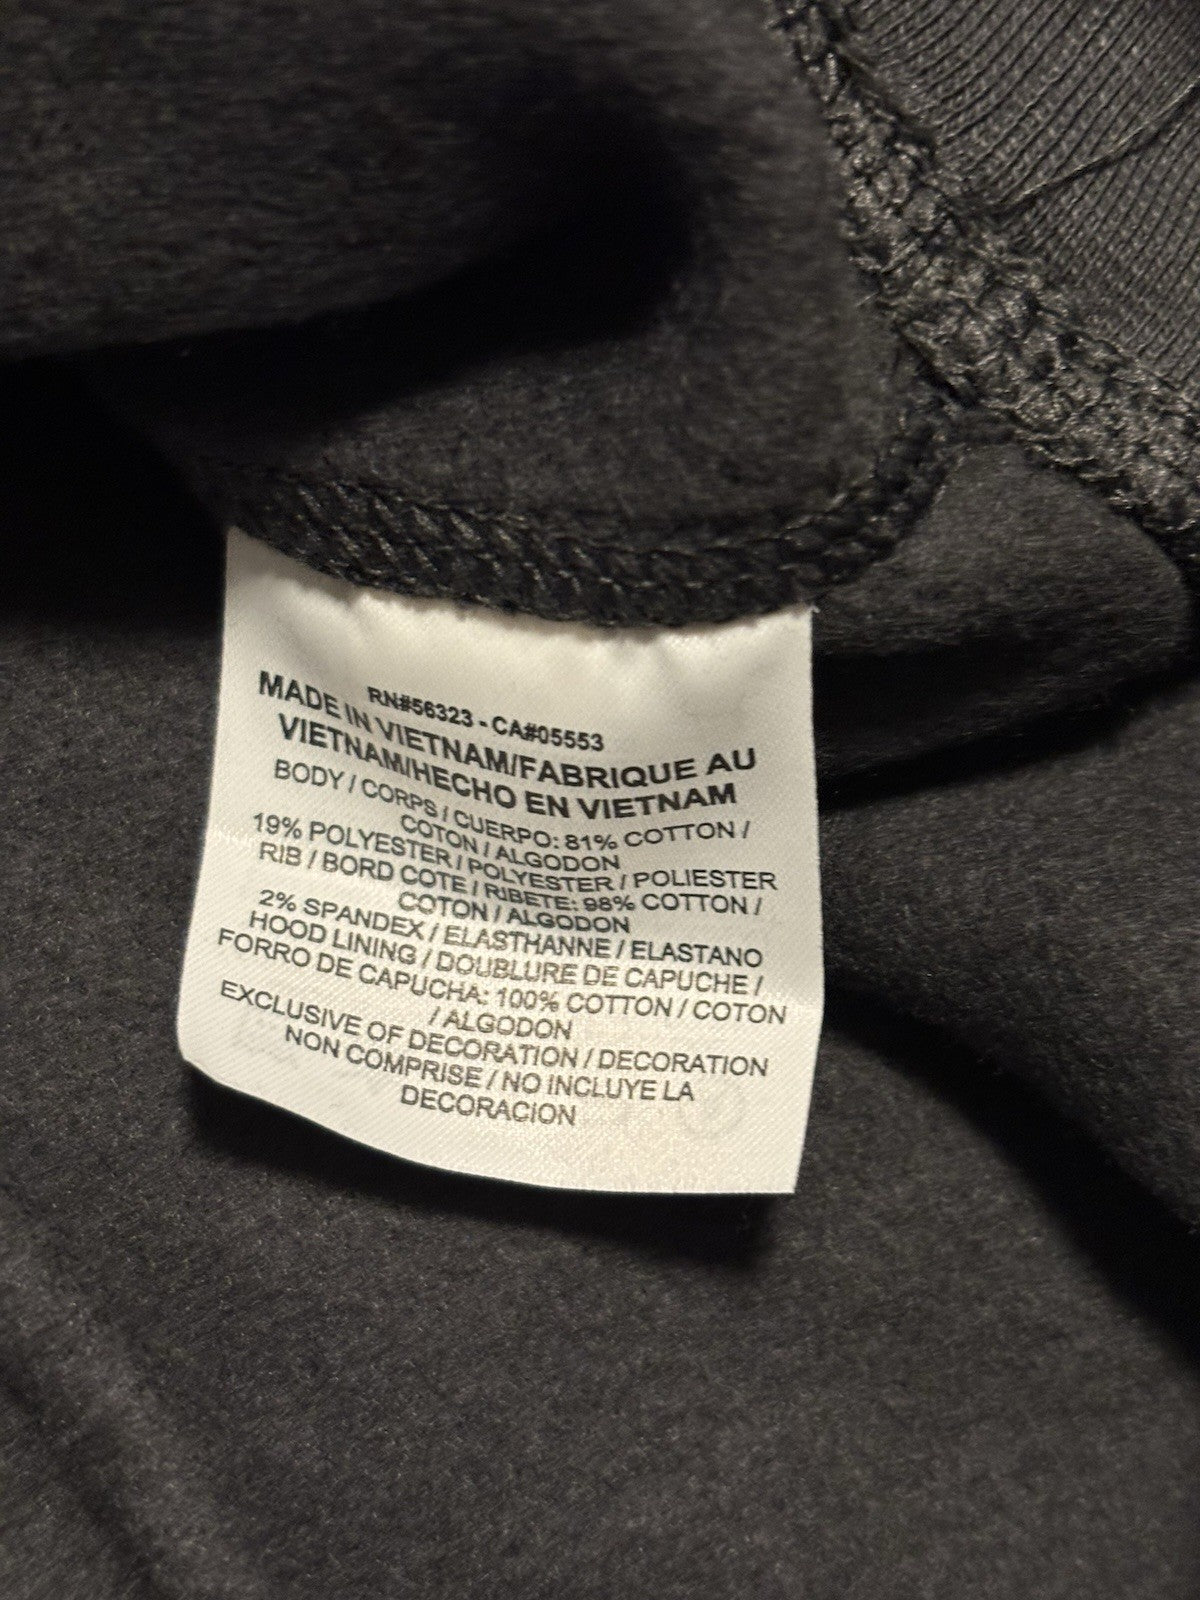 RN#56323 - CA#05553
MADE IN VIETNAM/FABRIQUE AU
VIETNAM/HECHO EN VIETNAM
BODY / CORPS / CUERPO: 81% COTTON /
COTON / ALGODON
19% POLYESTER / POLYESTER / POLIESTER
RIB / BORD COTE / RIBETE: 98% COTTON /
COTON / ALGODON
2% SPANDEX / ELASTHANNE / ELASTANO
HOOD LINING / DOUBLURE DE CAPUCHE /
FORRO DE CAPUCHA: 100% COTTON / COTON
/ ALGODON
EXCLUSIVE OF DECORATION / DECORATION
NON COMPRISE / NO INCLUYE LA
DECORACION